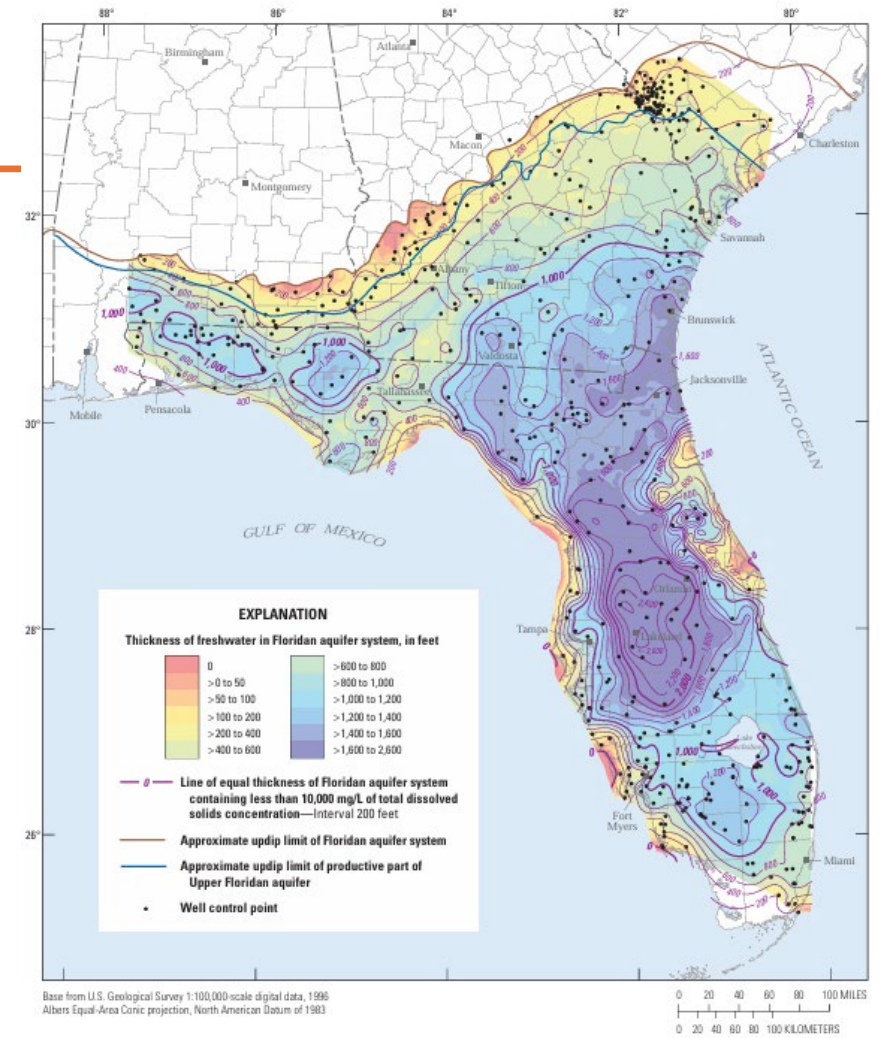 88°
86°
84°
82°
80°
Birmingham
Atlanta
Macon
Charleston
Montgomery
32°
Savannah
Albany
Tifton
1,000
Brunswick
Valdosta
Jacksonville
Tallahassee
Mobile
Pensacola
30°
ATLANTIC OCEAN
GULF OF MEXICO
Orlando
28°
Tampa
Lakeland
Lake
Okeechobee
Fort
Myers
26°
Miami
EXPLANATION
Thickness of freshwater in Floridan aquifer system, in feet
0
>0 to 50
>50 to 100
>100 to 200
>200 to 400
>400 to 600
>600 to 800
>800 to 1,000
>1,000 to 1,200
>1,200 to 1,400
>1,400 to 1,600
>1,600 to 2,600
0 Line of equal thickness of Floridan aquifer system
containing less than 10,000 mg/L of total dissolved
solids concentration—Interval 200 feet
Approximate updip limit of Floridan aquifer system
Approximate updip limit of productive part of
Upper Floridan aquifer
Well control point
Base from U.S. Geological Survey 1:100,000-scale digital data, 1996
Albers Equal-Area Conic projection, North American Datum of 1983
0 20 40 60 80 100 MILES
0 20 40 60 80 100 KILOMETERS